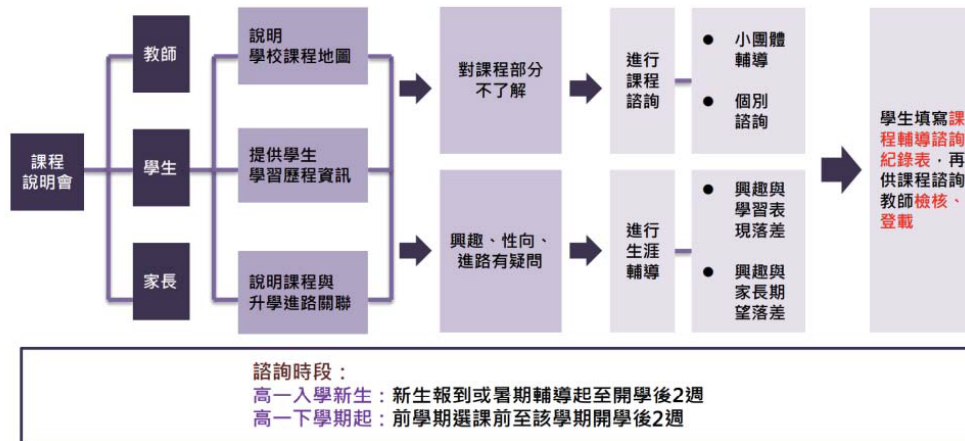 課程
說明會
教師
學生
家長
說明
學校課程地圖
提供學生
學習歷程資訊
說明課程與
升學進路關聯
對課程部分
不了解
興趣、性向、
進路有疑問
進行
課程
諮詢
進行
生涯
輔導
● 小團體
輔導
● 個別
諮詢
● 興趣與
學習表
現落差
● 興趣與
家長期
望落差
學生填寫課
程輔導諮詢
紀錄表，再
供課程諮詢
教師檢核、
登載
諮詢時段：
高一入學新生：新生報到或暑期輔導起至開學後2週
高一下學期起：前學期選課前至該學期開學後2週